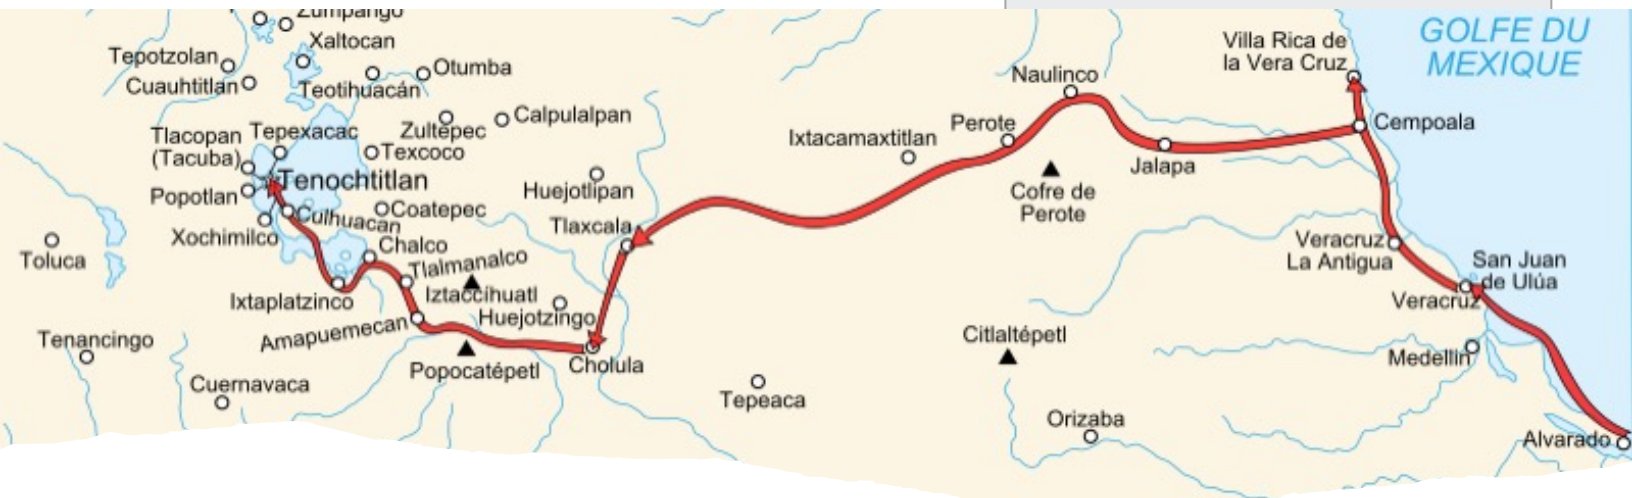 Zumpango
Xaltocan
Tepotzolan
Cuauhtitlan
Otumba
Teotihuacán
Zultepec
Calpulalpan
Tlacopan
(Tacuba)
Tepexacac
Texcoco
Tenochtitlan
Popotlan
Culhuacan
Coatepec
Xochimilco
Chalco
Tlalmanalco
Toluca
Ixtaplatzinco
Iztaccíhuatl
Huejotzingo
Amapuemecan
Tenancingo
Popocatépetl
Cholula
Cuernavaca
Huejotlipan
Tlaxcala
Tepeaca
Ixtacamaxtitlan
Perote
Naulinco
Cofre de
Perote
Jalapa
Villa Rica de
la Vera Cruz
GOLFE DU
MEXIQUE
Cempoala
Veracruz
La Antigua
San Juan
de Ulúa
Veracruz
Citlaltépetl
Medellin
Orizaba
Alvarado